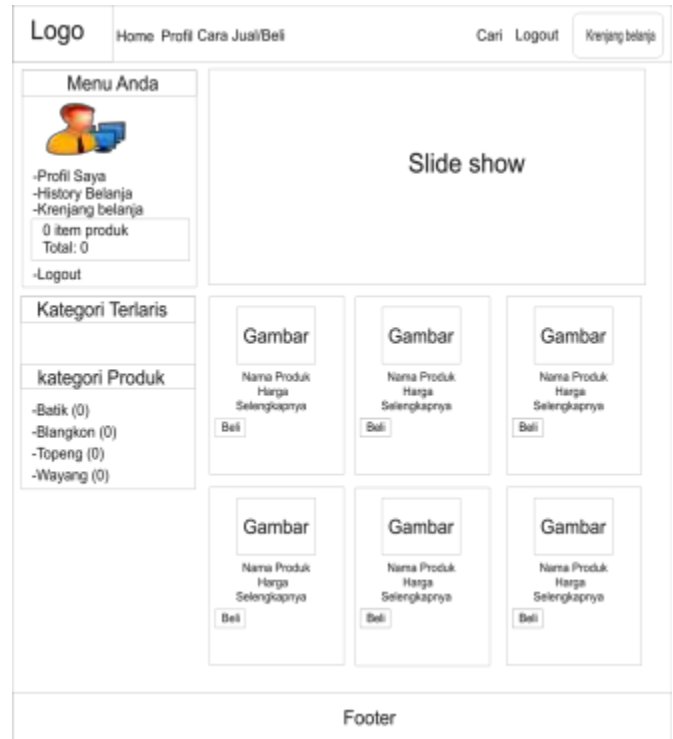 Logo
Home Profil Cara Jual/Beli
Cari Logout Krenjang belanja
Menu Anda
-Profil Saya
-History Belanja
-Krenjang belanja
0 item produk
Total: 0
-Logout
Slide show
Kategori Terlaris
kategori Produk
-Batik (0)
-Blangkon (0)
-Topeng (0)
-Wayang (0)
Gambar
Nama Produk
Harga
Selengkapnya
Beli
Gambar
Nama Produk
Harga
Selengkapnya
Beli
Gambar
Nama Produk
Harga
Selengkapnya
Beli
Gambar
Nama Produk
Harga
Selengkapnya
Beli
Gambar
Nama Produk
Harga
Selengkapnya
Beli
Gambar
Nama Produk
Harga
Selengkapnya
Beli
Footer